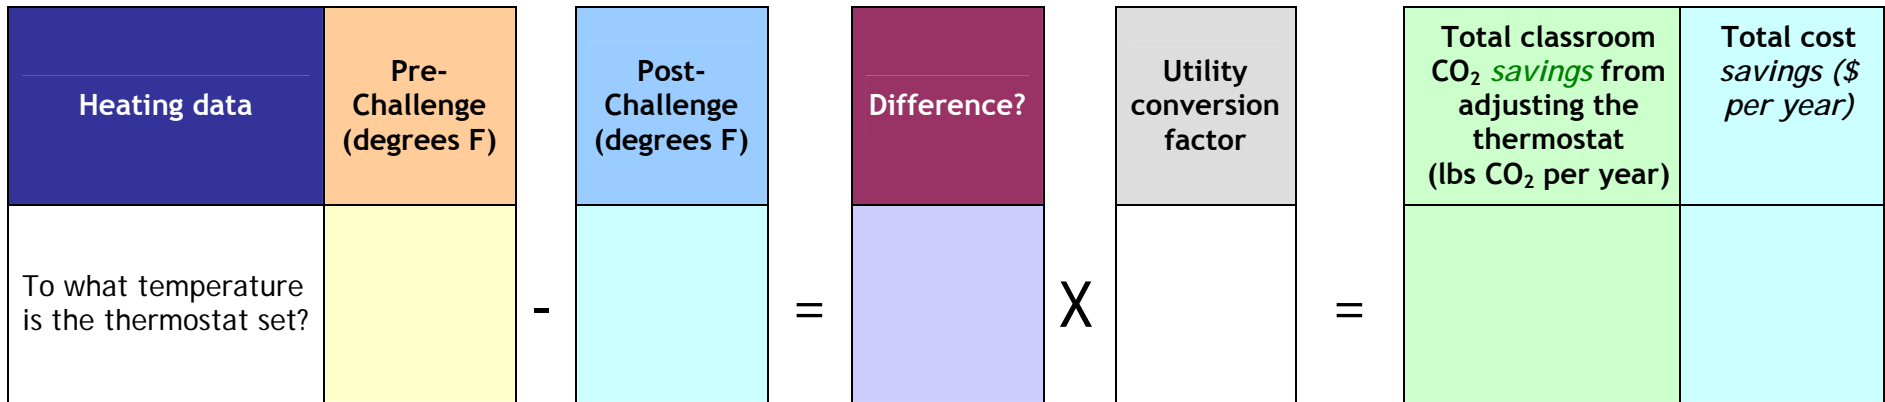 Heating data
Pre-
Challenge
(degrees F)
Post-
Challenge
(degrees F)
Difference?
Utility
conversion
factor
Total classroom
CO₂ savings from
adjusting the
thermostat
(lbs CO₂ per year)
Total cost
savings ($
per year)
To what temperature
is the thermostat set?
-
=
X
=